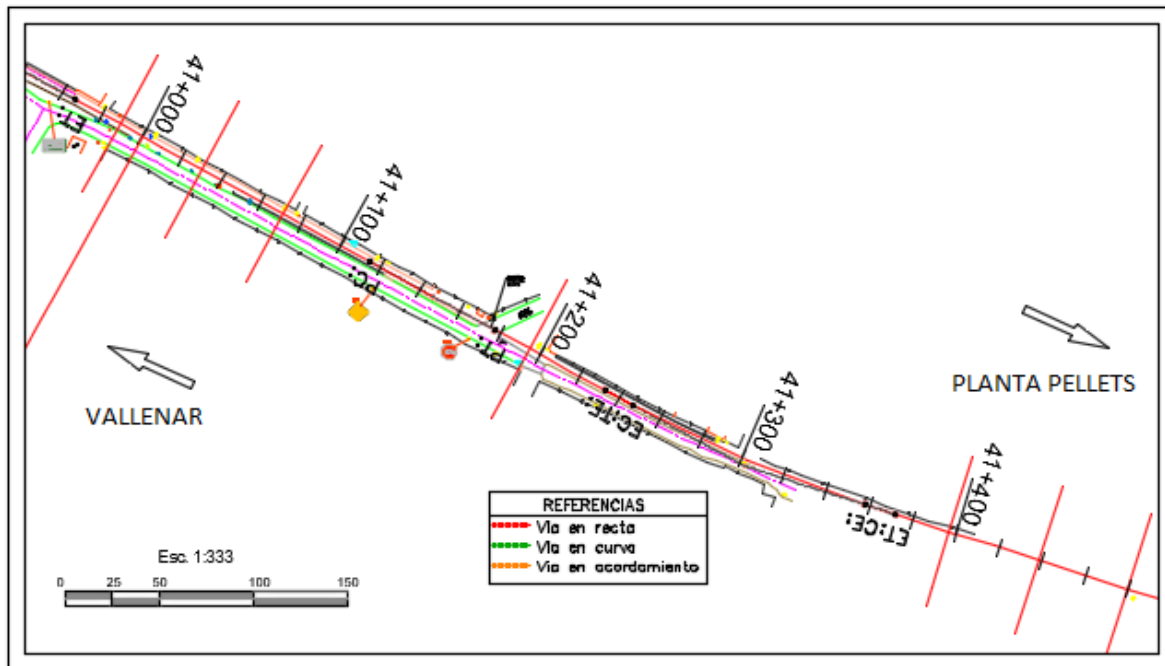 41+000
ET:
41+100
PC:
41+200
PT:
EC:TE:
41+300
VALLENAR
PLANTA PELLETS
41+400
ET:CE:
REFERENCIAS
Vía en recta
Vía en curva
Vía en acordamiento
Esc. 1:333
0 25 50 100 150